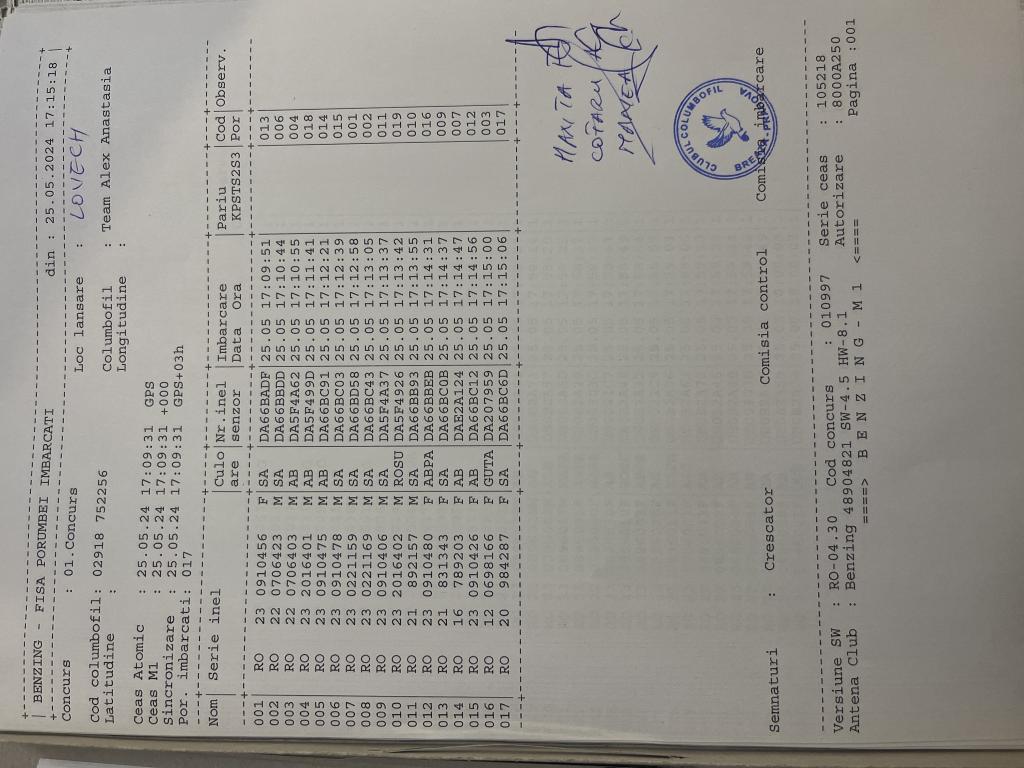 | BENZING - FISA PORUMBEI IMBARCATI din : 25.05.2024 17:15:18 |
Concurs : 01.Concurs Loc lansare : LOVECH
Cod columbofil: 02918 752256 Columbofil : Team Alex Anastasia
Latitudine : Longitudine :
Ceas Atomic : 25.05.24 17:09:31 GPS
Ceas M1 : 25.05.24 17:09:31 +000
Sincronizare : 25.05.24 17:09:31 GPS+03h
Por. imbarcati: 017
Nom | Serie inel |Culo|Nr.inel |Imbarcare |Pariu |Cod|Observ.
|are |senzor |Data Ora |KPSTS2S3|Por|
001 | RO 23 0910456 F| SA |DA66BADF|25.05 17:09:51| |013|
002 | RO 22 0706423 M| SA |DA66BBDD|25.05 17:10:44| |006|
003 | RO 22 0706403 M| AB |DA5F4A62|25.05 17:10:55| |004|
004 | RO 23 2016401 M| AB |DA5F499D|25.05 17:11:41| |018|
005 | RO 23 0910475 M| AB |DA66BC91|25.05 17:12:21| |014|
006 | RO 23 0910478 M| SA |DA66BC03|25.05 17:12:39| |015|
007 | RO 23 0221159 M| SA |DA66BD58|25.05 17:12:58| |001|
008 | RO 23 0221169 M| SA |DA66BC43|25.05 17:13:05| |002|
009 | RO 23 0910406 M| SA |DA5F4A37|25.05 17:13:37| |011|
010 | RO 23 2016402 M|ROSU|DA5F4926|25.05 17:13:42| |019|
011 | RO 21 892157 M| SA |DA66BB93|25.05 17:13:55| |010|
012 | RO 23 0910480 F|ABPA|DA66BBEB|25.05 17:14:31| |016|
013 | RO 21 831343 F| SA |DA66BC0B|25.05 17:14:37| |009|
014 | RO 16 789203 F| AB |DAE2A124|25.05 17:14:47| |007|
015 | RO 23 0910426 F| AB |DA66BC12|25.05 17:14:56| |012|
016 | RO 12 0698166 F|GUTA|DA207959|25.05 17:15:00| |003|
017 | RO 20 984287 F| SA |DA66BC6D|25.05 17:15:06| |017|
COTARU
CLUBUL COLUMBOFIL
Semnaturi : Crescator Comisia control Comisia imbarcare
Versiune SW : RO-04.30 Cod concurs : 010997 Serie ceas : 105218
Antena Club : Benzing 48904821 SW-4.5 HW-8.1 Autorizare : 8000A250
====> B E N Z I N G - M 1 <==== Pagina :001